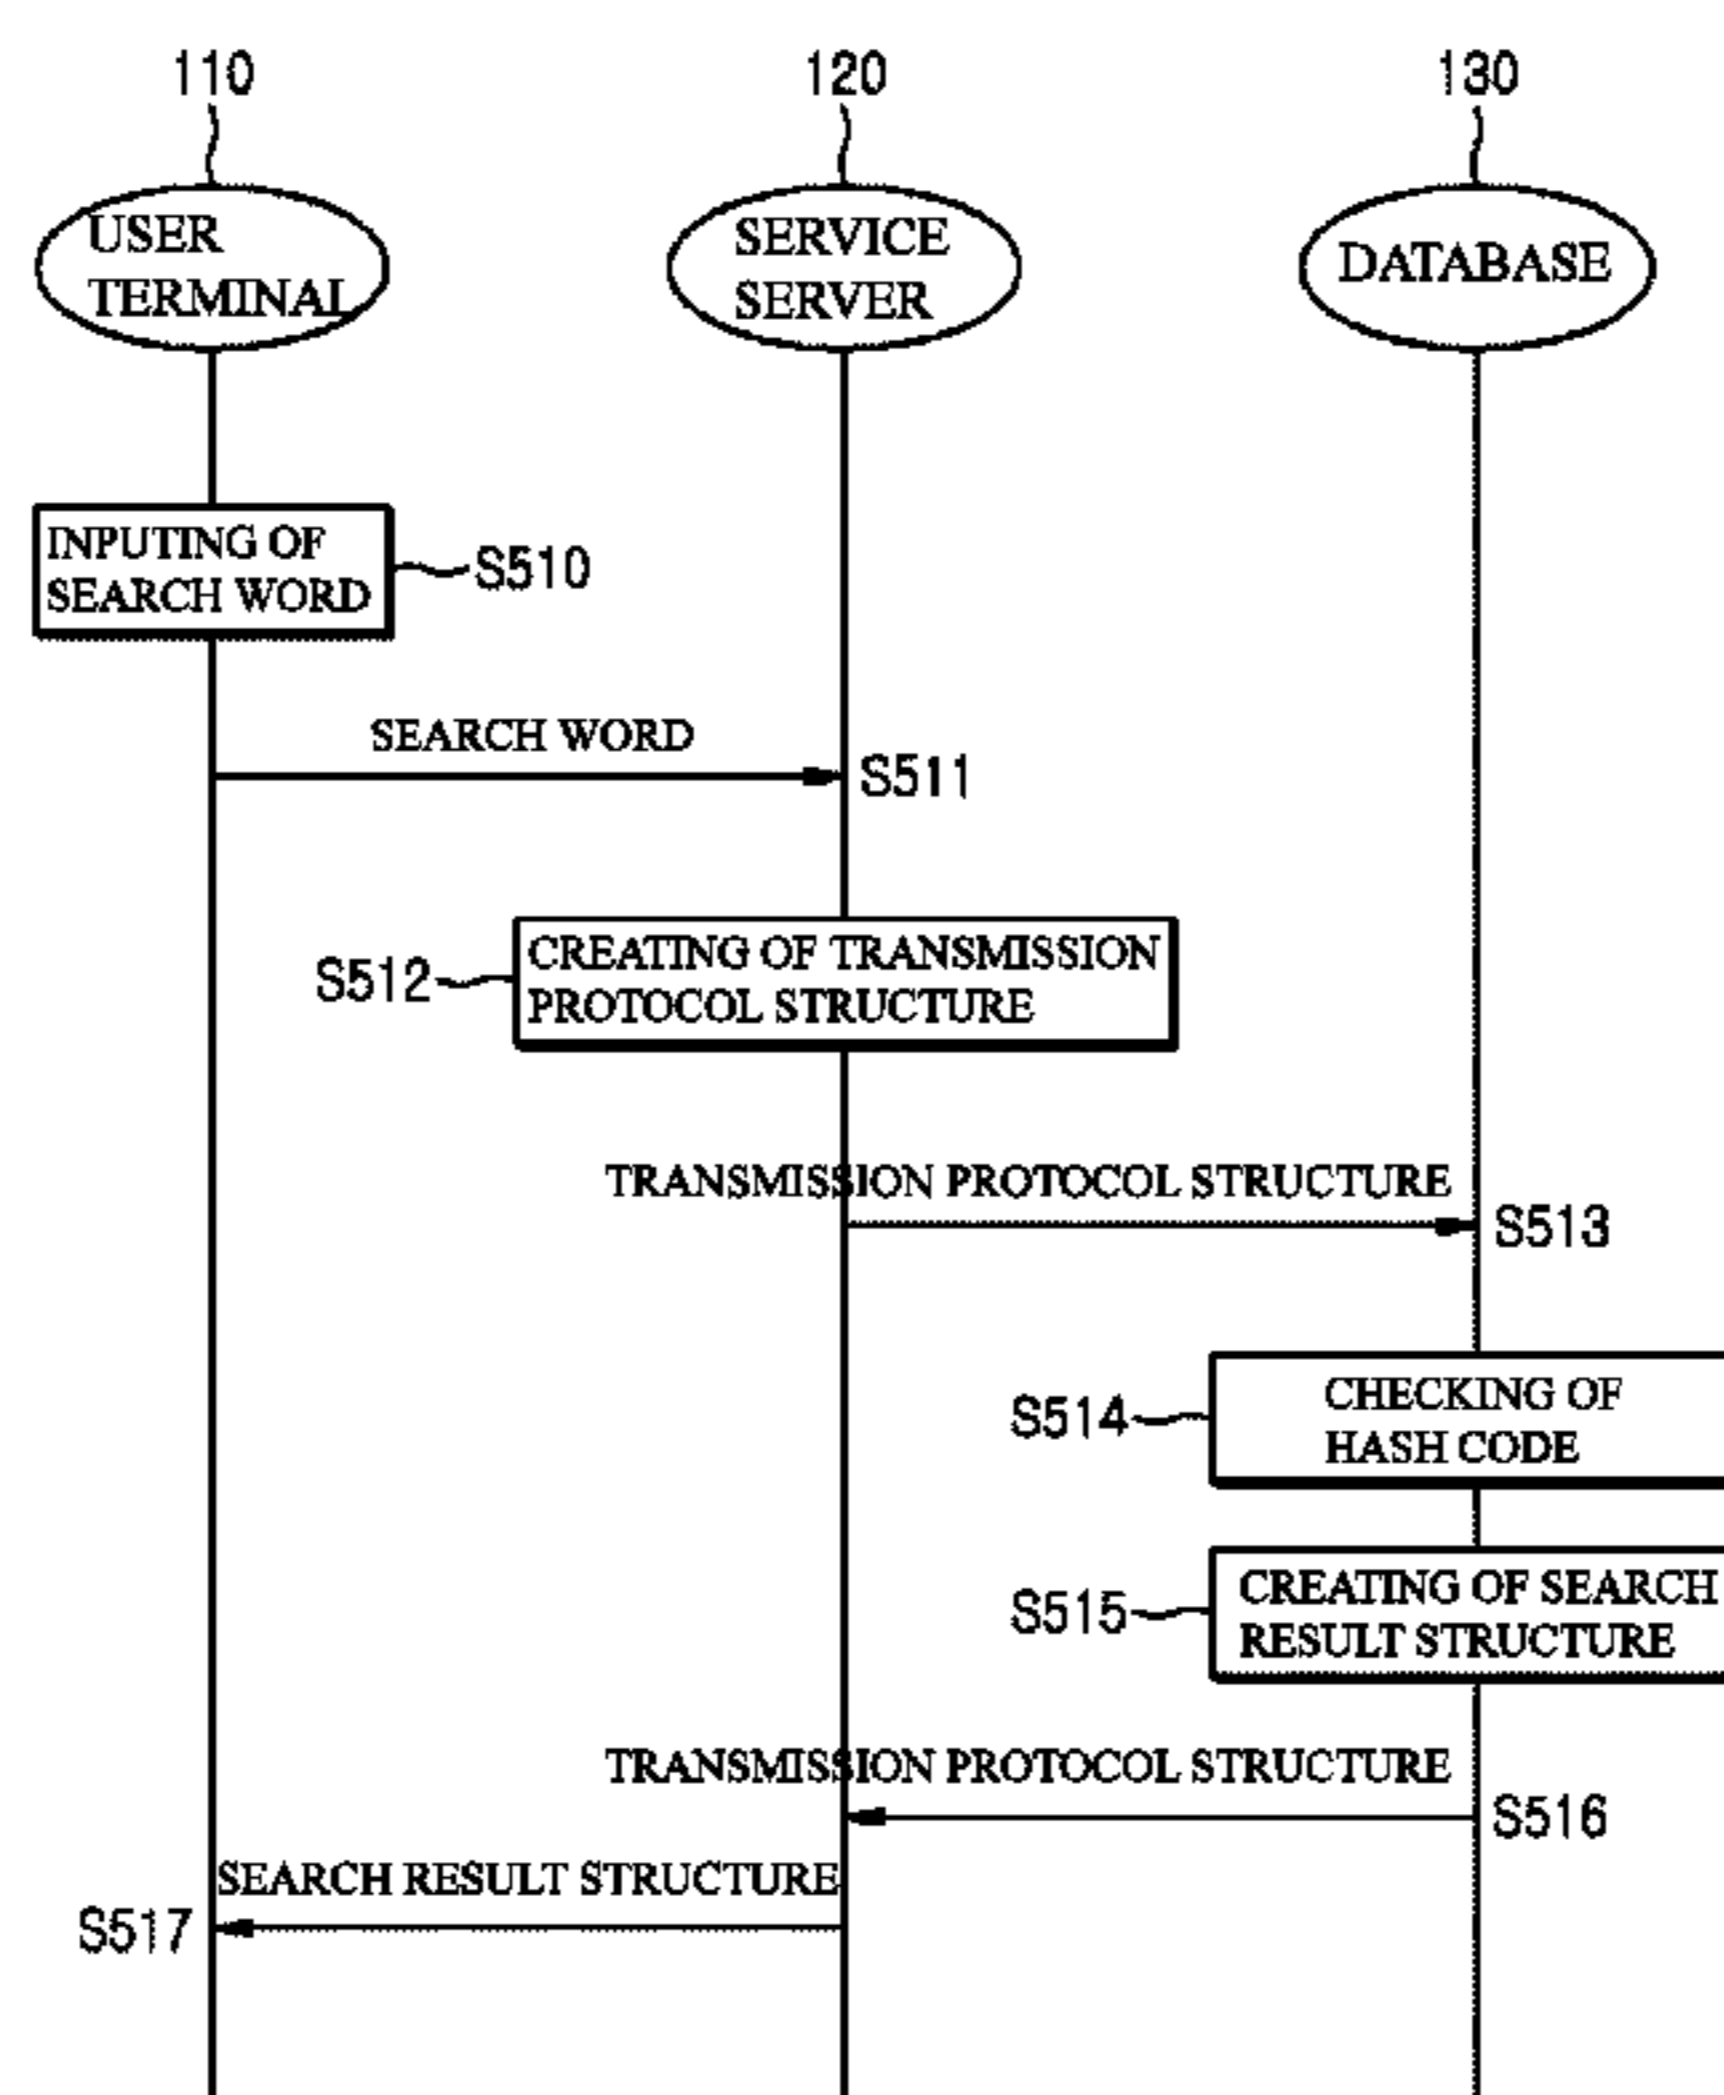 110
120
130
USER
TERMINAL
SERVICE
SERVER
DATABASE
INPUTING OF
SEARCH WORD
S510
SEARCH WORD
S511
S512
CREATING OF TRANSMISSION
PROTOCOL STRUCTURE
TRANSMISSION PROTOCOL STRUCTURE
S513
S514
CHECKING OF
HASH CODE
S515
CREATING OF SEARCH
RESULT STRUCTURE
TRANSMISSION PROTOCOL STRUCTURE
S516
SEARCH RESULT STRUCTURE
S517